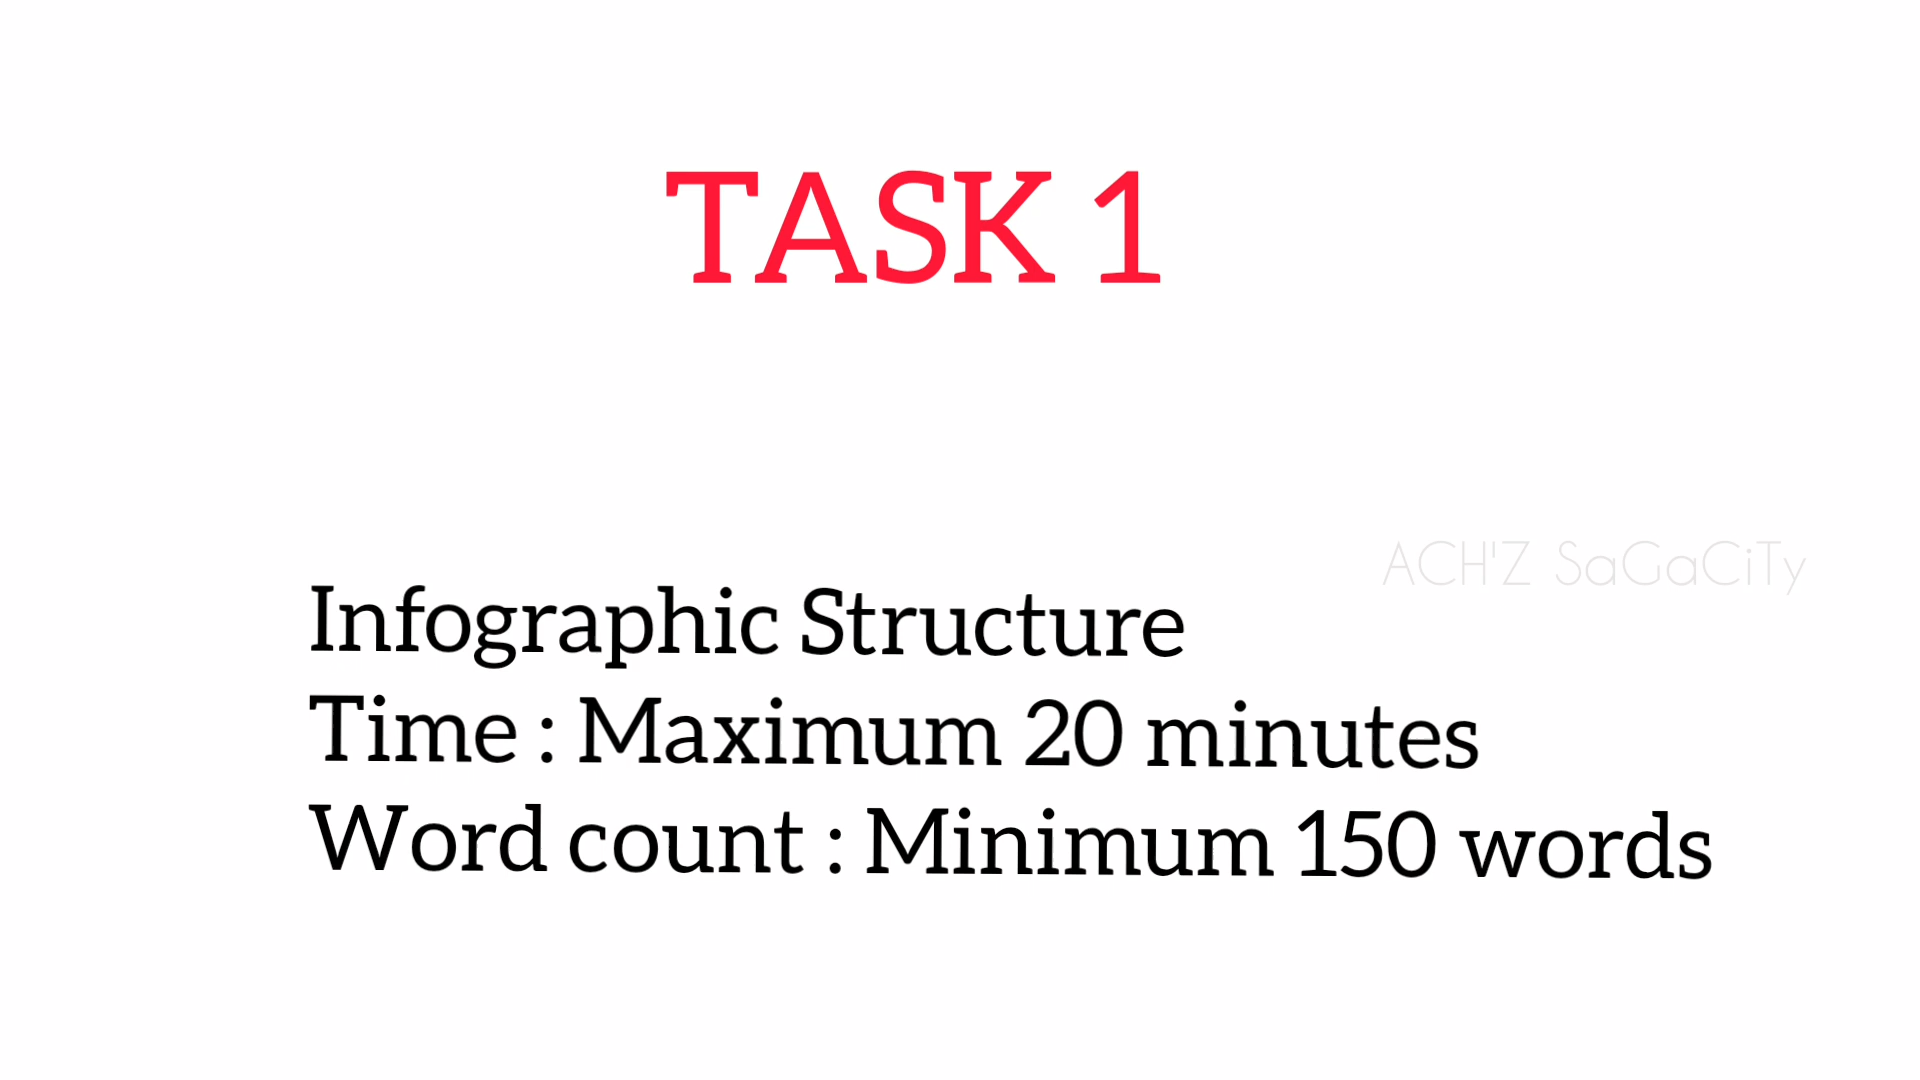 TASK 1
ACH'Z SaGaCiTy
Infographic Structure
Time : Maximum 20 minutes
Word count : Minimum 150 words